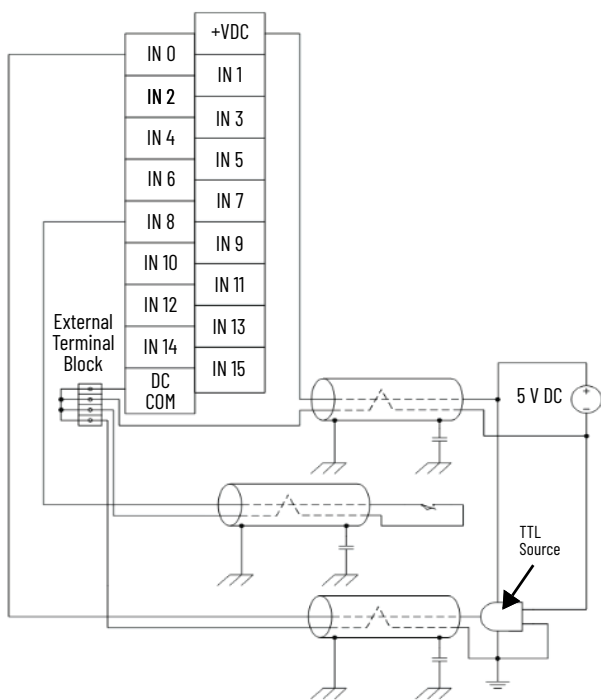 +VDC
IN 0
IN 1
IN 2
IN 3
IN 4
IN 5
IN 6
IN 7
IN 8
IN 9
IN 10
IN 11
IN 12
IN 13
IN 14
IN 15
DC
COM
External
Terminal
Block
5 V DC
+
−
TTL
Source